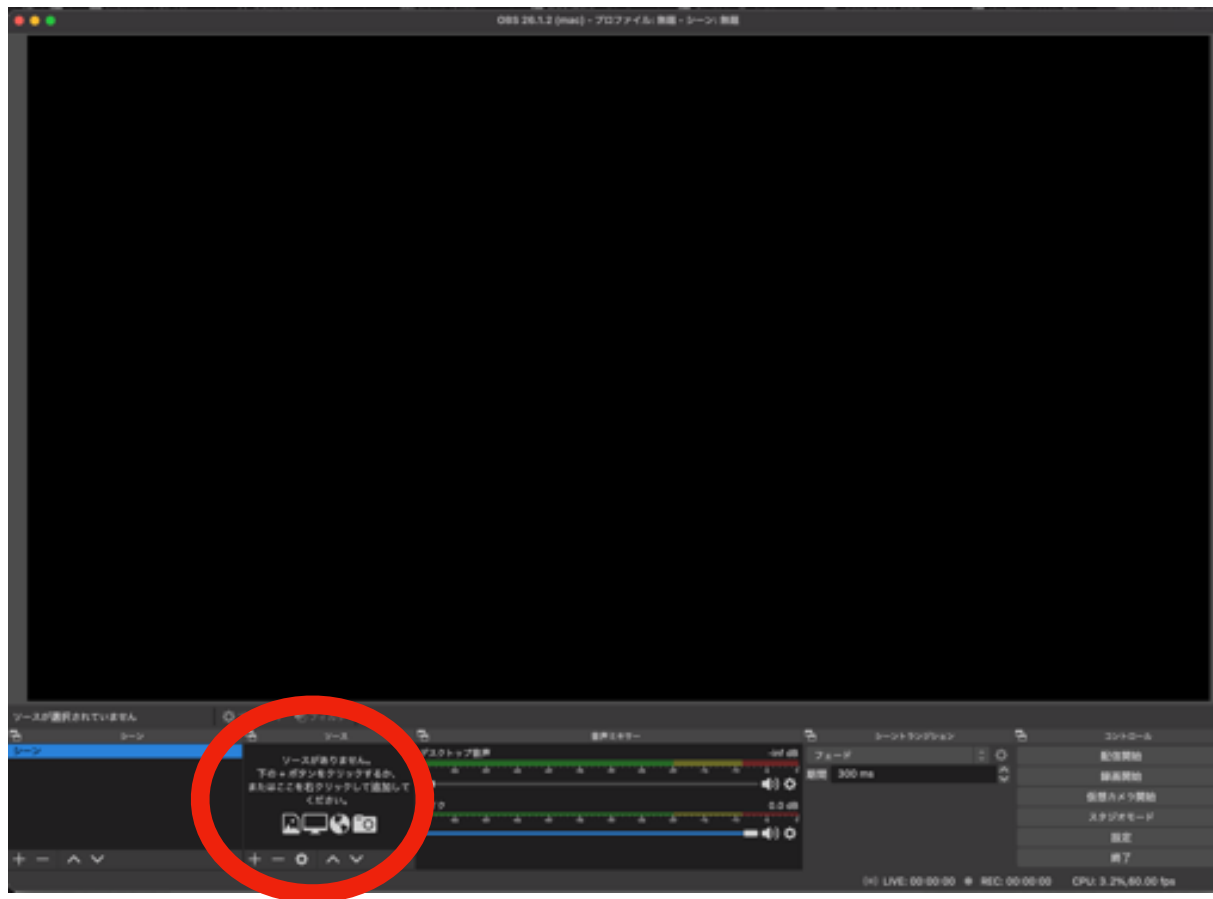 OBS 26.1.2 (mac) - プロファイル: 無題 - シーン: 無題
ソースが選択されていません
シーン
ソース
音声ミキサー
シーントランジション
コントロール
シーン
ソースがありません。
下の + ボタンをクリックするか、
またはここを右クリックして追加して
ください。
デスクトップ音声
-inf dB
イク
0.0 dB
フェード
期間 300 ms
配信開始
録画開始
仮想カメラ開始
スタジオモード
設定
終了
LIVE: 00:00:00
REC: 00:00:00
CPU: 3.2%, 60.00 fps